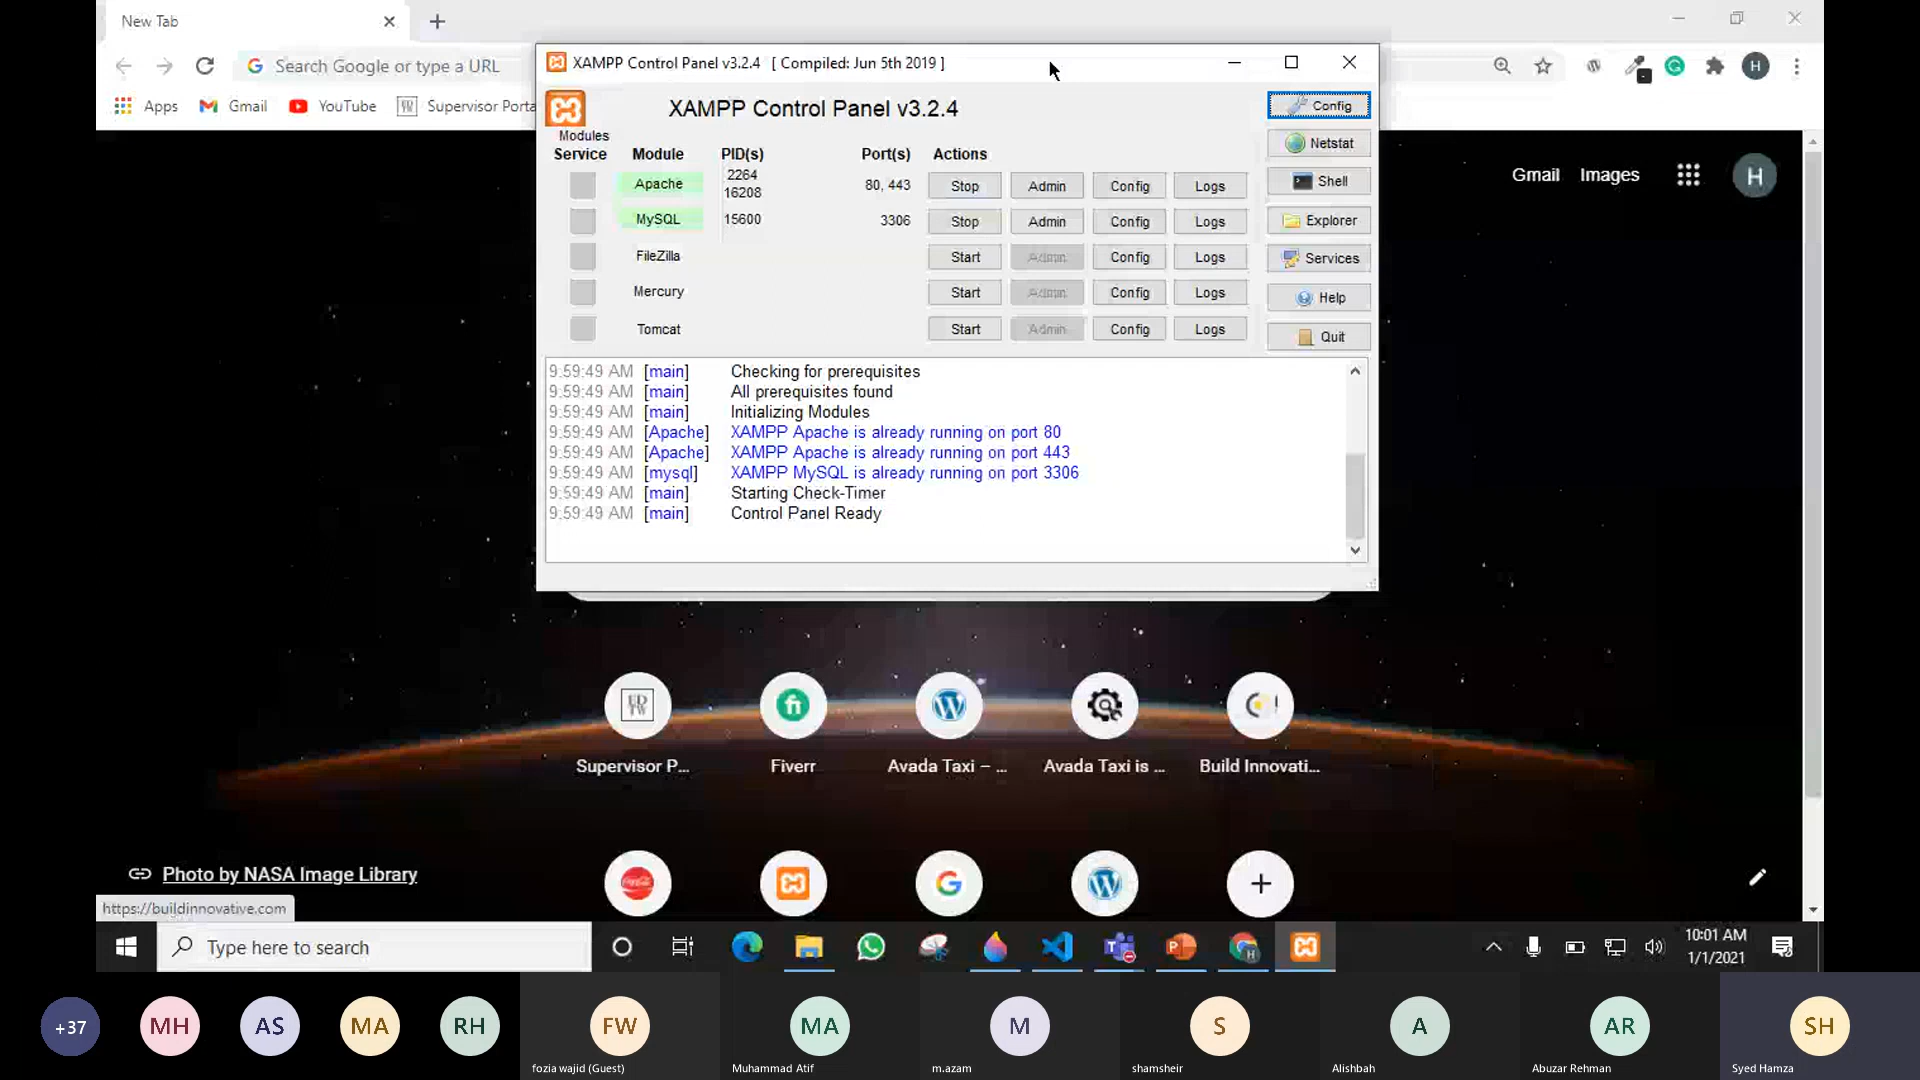 New Tab
Search Google or type a URL
Apps
Gmail
YouTube
Supervisor Porta
H
XAMPP Control Panel v3.2.4 [ Compiled: Jun 5th 2019 ]
XAMPP Control Panel v3.2.4
Config
Modules
Service Module PID(s) Port(s) Actions
Netstat
Apache 2264 16208 80, 443 Stop Admin Config Logs
Shell
MySQL 15600 3306 Stop Admin Config Logs
Explorer
FileZilla Start Admin Config Logs
Services
Mercury Start Admin Config Logs
Help
Tomcat Start Admin Config Logs
Quit
9:59:49 AM [main] Checking for prerequisites
9:59:49 AM [main] All prerequisites found
9:59:49 AM [main] Initializing Modules
9:59:49 AM [Apache] XAMPP Apache is already running on port 80
9:59:49 AM [Apache] XAMPP Apache is already running on port 443
9:59:49 AM [mysql] XAMPP MySQL is already running on port 3306
9:59:49 AM [main] Starting Check-Timer
9:59:49 AM [main] Control Panel Ready
Gmail Images
H
Supervisor P... Fiverr Avada Taxi – ... Avada Taxi is ... Build Innovati...
Photo by NASA Image Library
https://buildinnovative.com
Type here to search
10:01 AM
1/1/2021
+37 MH AS MA RH FW MA M S A AR SH
fozia wajid (Guest) Muhammad Atif m.azam shamsheir Alishbah Abuzar Rehman Syed Hamza